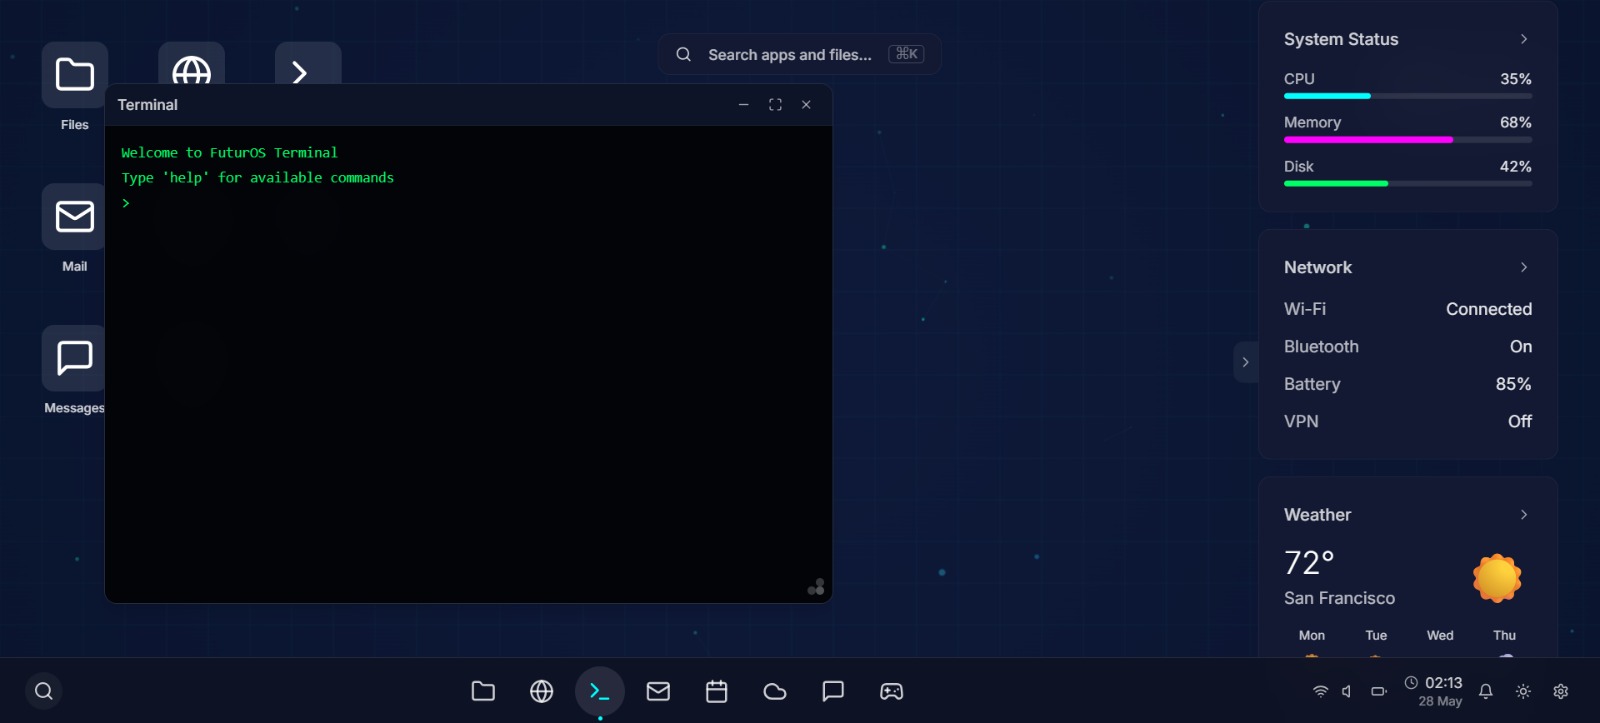 Search apps and files... ⌘K
Files
Mail
Messages
Terminal
Welcome to FuturOS Terminal
Type 'help' for available commands
>
System Status
CPU 35%
Memory 68%
Disk 42%
Network
Wi-Fi Connected
Bluetooth On
Battery 85%
VPN Off
Weather
72°
San Francisco
Mon Tue Wed Thu
02:13
28 May